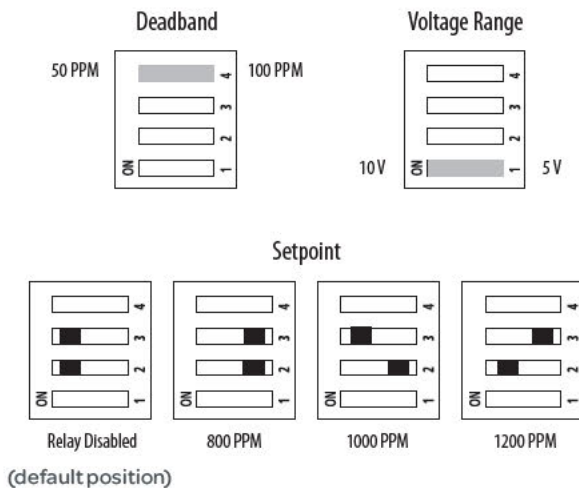 Deadband
Voltage Range
50 PPM
100 PPM
4
3
2
ON 1
4
3
2
10 V
ON 1
5 V
Setpoint
4
3
2
ON 1
4
3
2
ON 1
4
3
2
ON 1
4
3
2
ON 1
Relay Disabled
800 PPM
1000 PPM
1200 PPM
(default position)